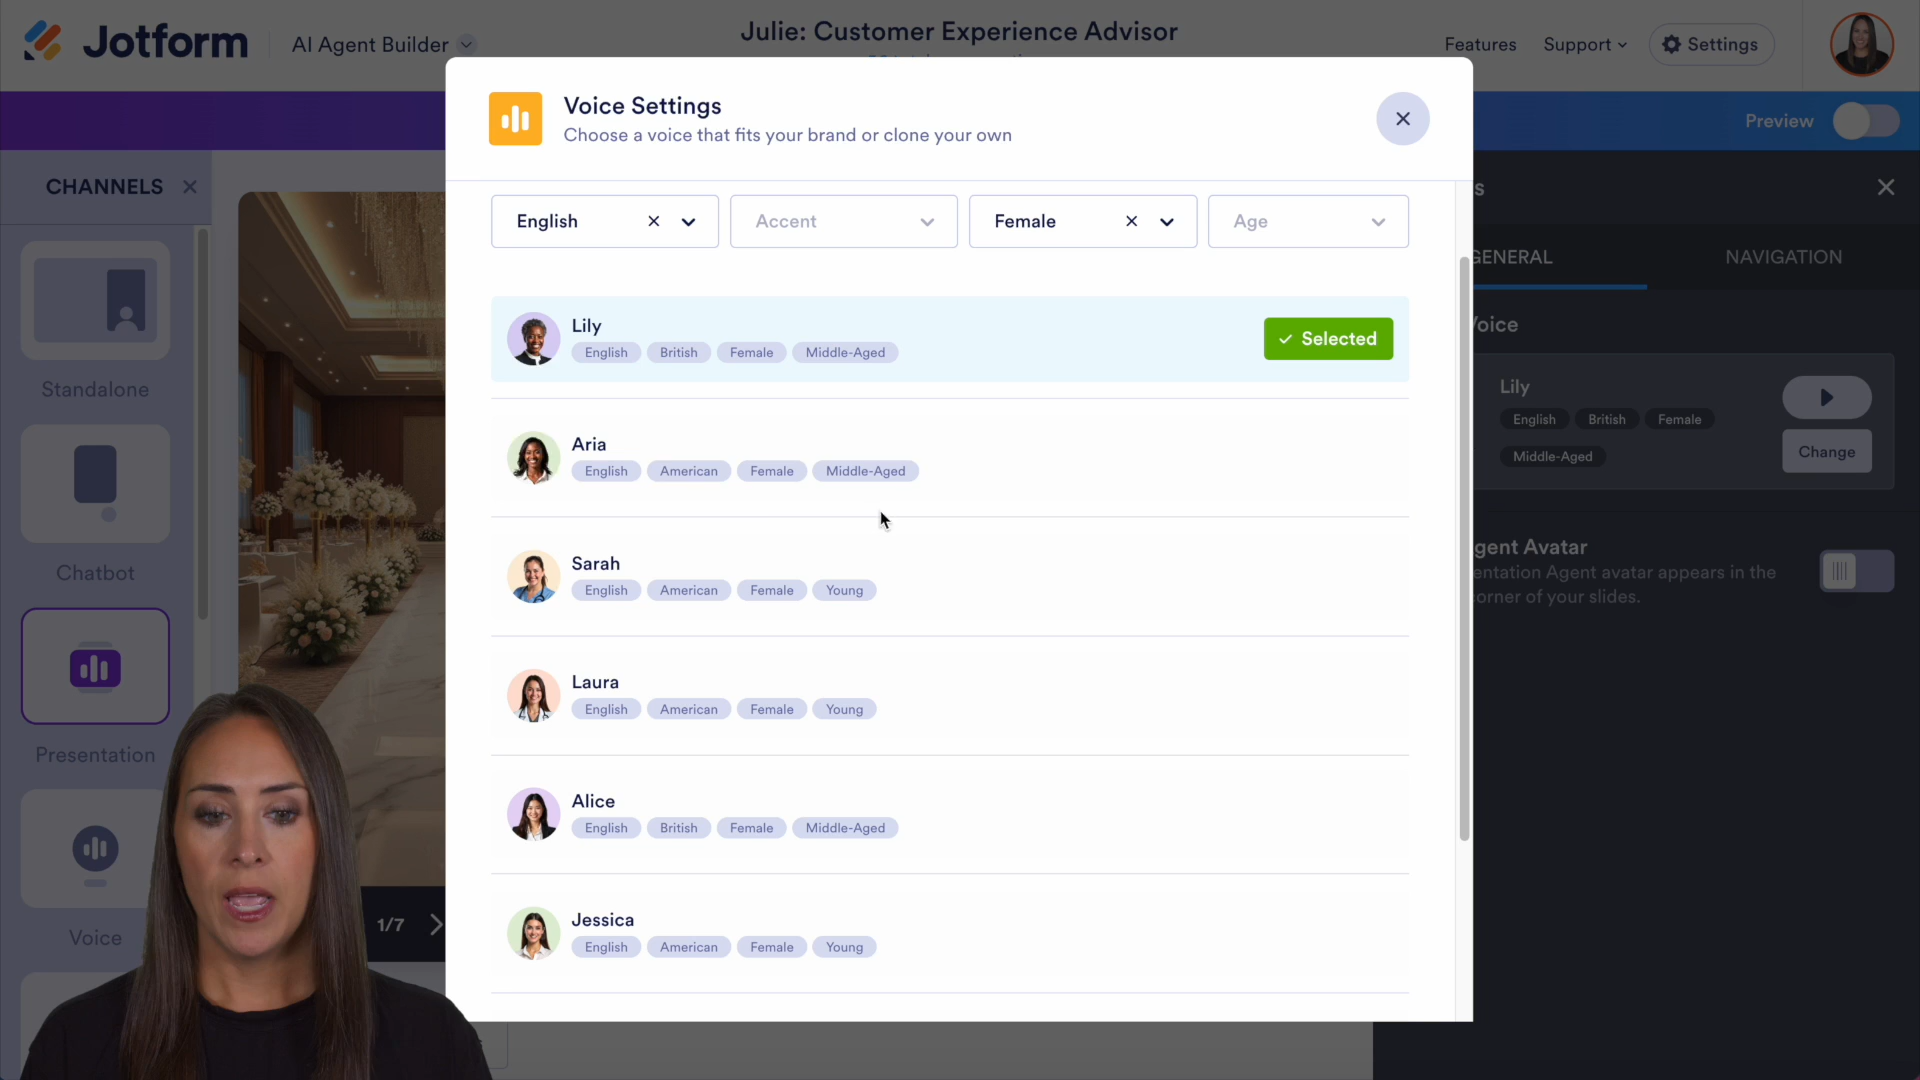 Jotform
AI Agent Builder
Julie: Customer Experience Advisor
Features
Support
Settings
Preview
CHANNELS
Standalone
Chatbot
Presentation
Voice
1/7
Voice Settings
Choose a voice that fits your brand or clone your own
English
Accent
Female
Age
Lily
English British Female Middle-Aged
Selected
Aria
English American Female Middle-Aged
Sarah
English American Female Young
Laura
English American Female Young
Alice
English British Female Middle-Aged
Jessica
English American Female Young
GENERAL
NAVIGATION
Voice
Lily
English British Female
Middle-Aged
Change
gent Avatar
entation Agent avatar appears in the
corner of your slides.